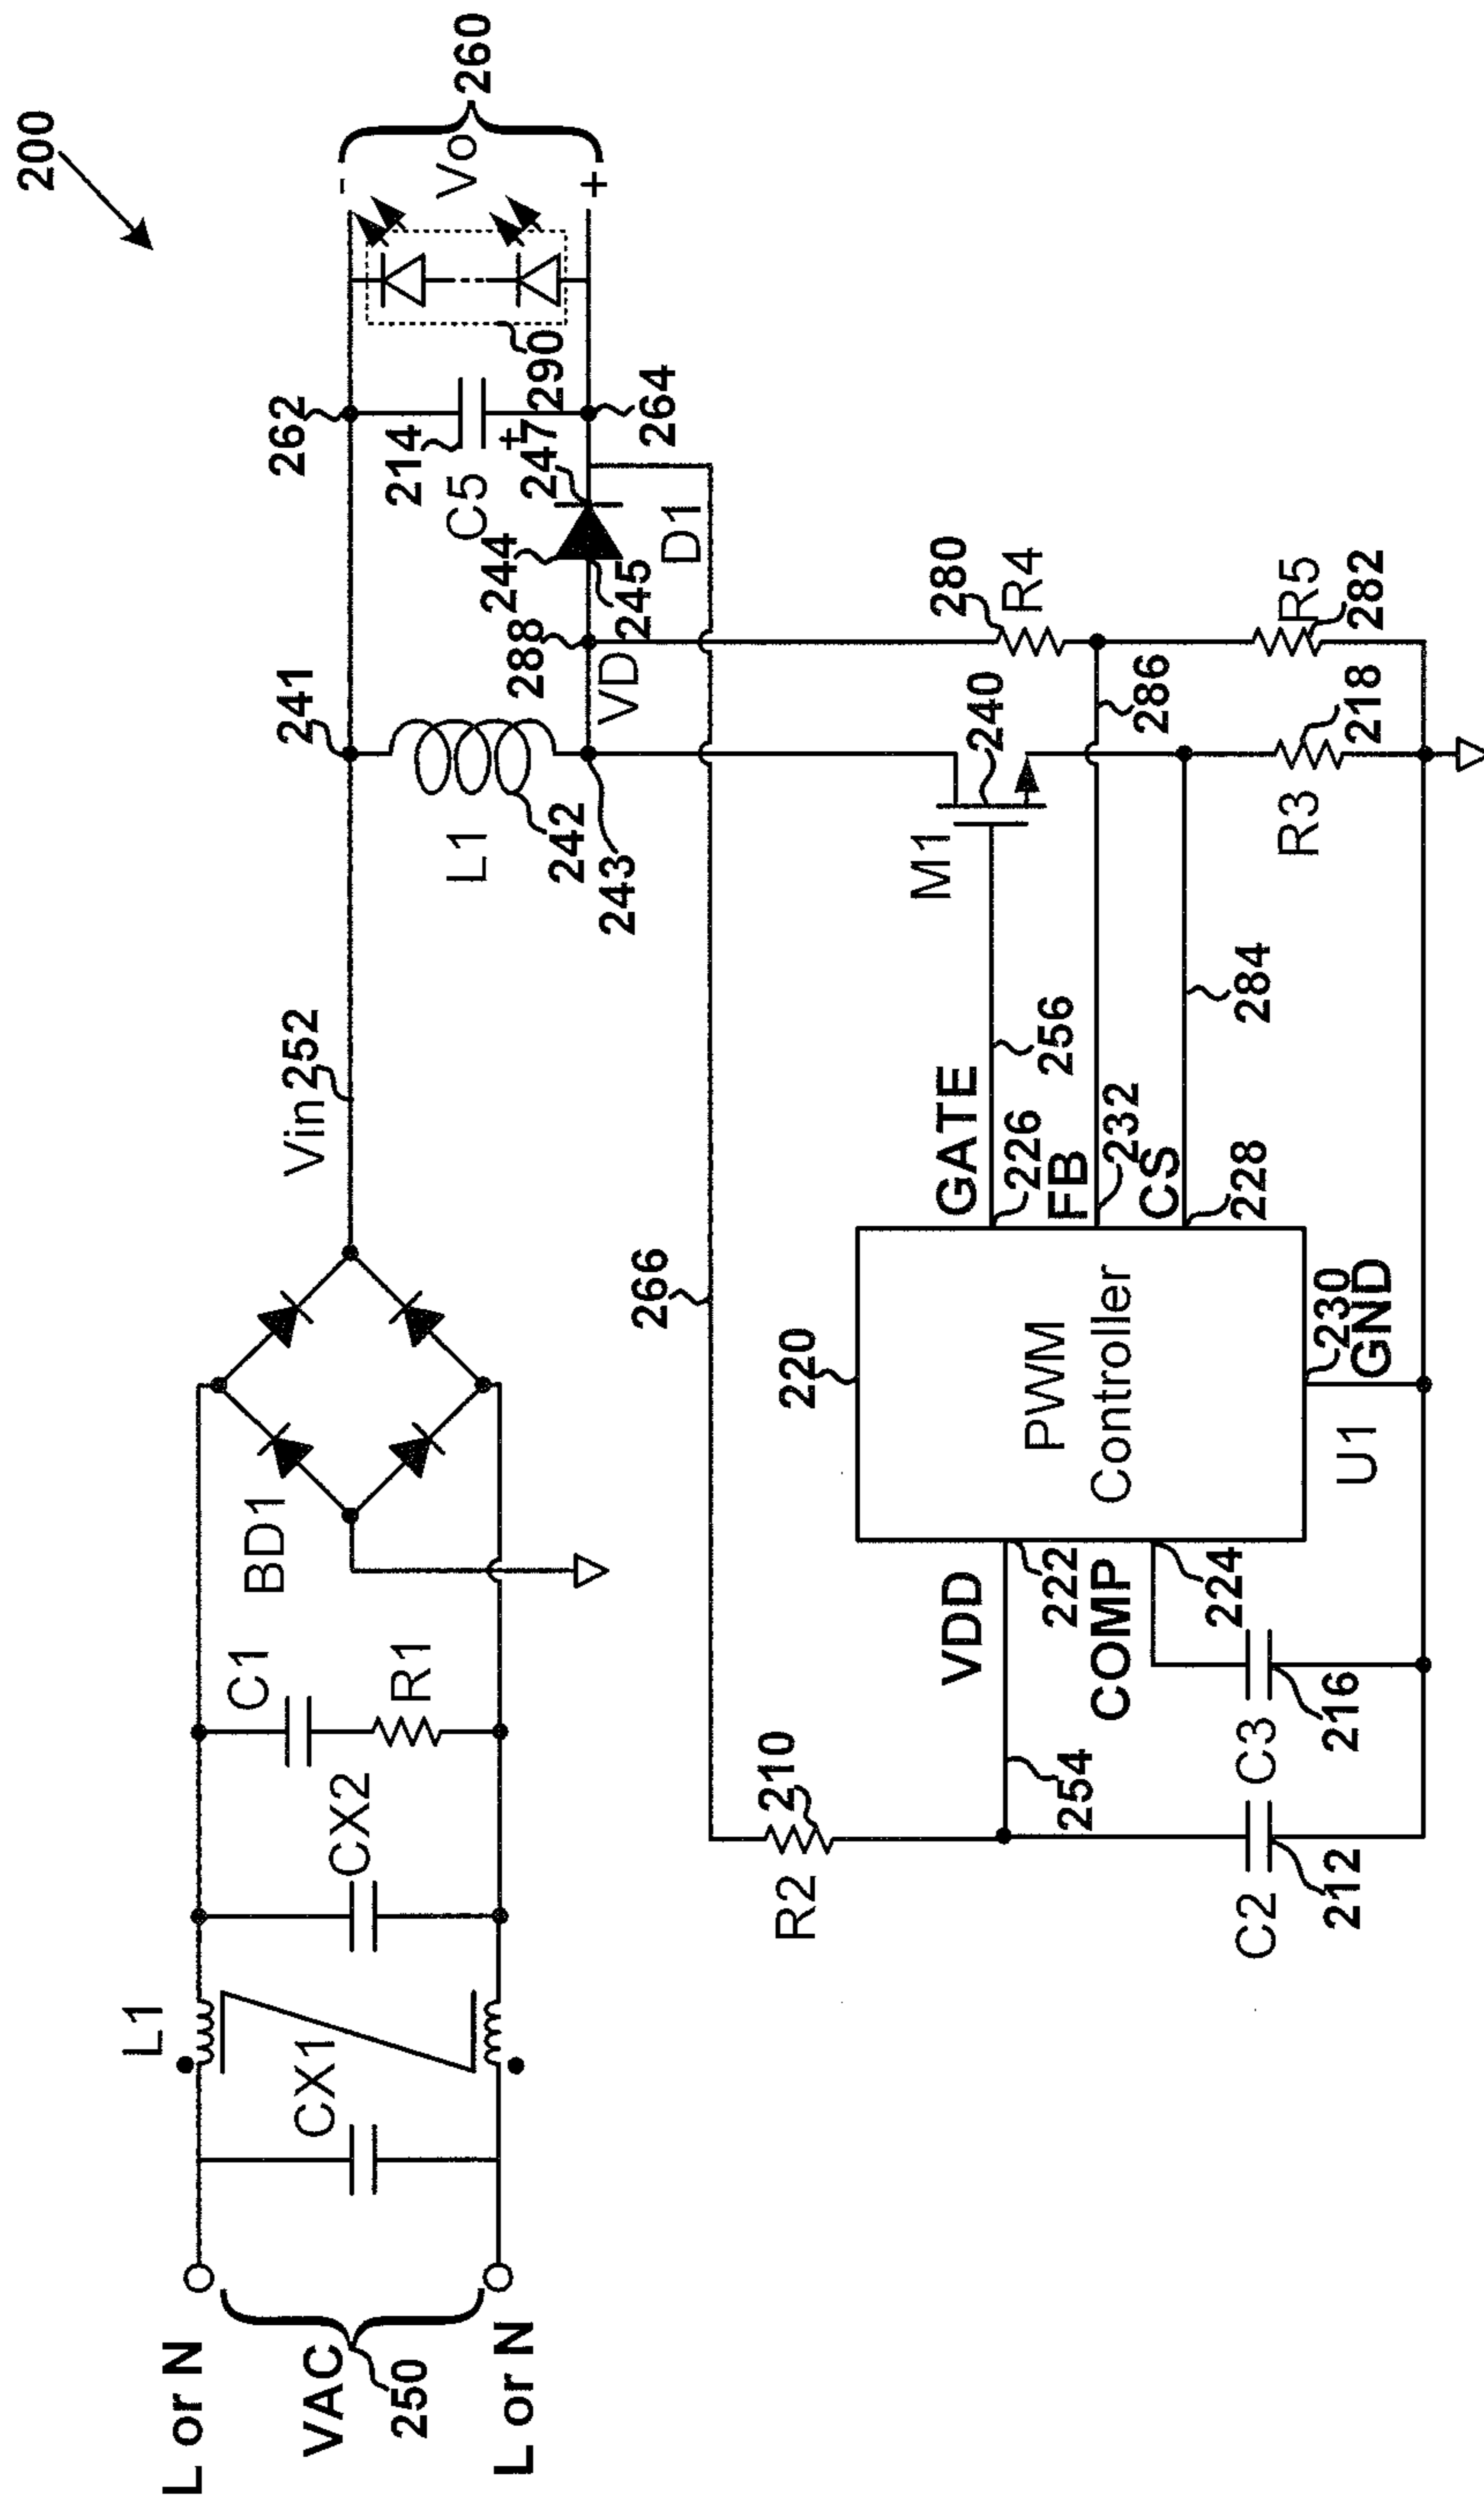 200
L or N
VAC
250
L or N
L1
CX1
CX2
C1
R1
BD1
Vin
252
241
L1
242
243
VD
288
244
245
247
D1
262
214
C5
+
290
264
-
Vo
+
260
266
R2
210
VDD
254
222
COMP
224
C2
212
C3
216
220
PWM
Controller
U1
GATE
226
256
FB
232
CS
228
230
GND
M1
240
284
286
280
R4
R5
282
R3
218